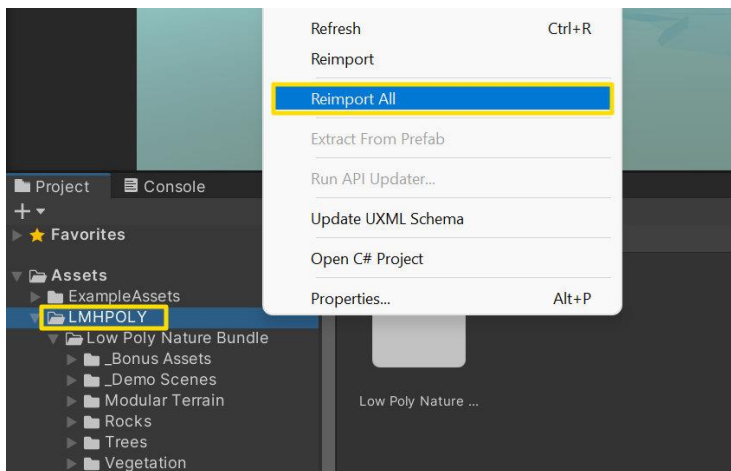 Refresh Ctrl+R
Reimport
Reimport All
Extract From Prefab
Run API Updater...
Update UXML Schema
Open C# Project
Properties... Alt+P
Project Console
Favorites
Assets
ExampleAssets
LMHPOLY
Low Poly Nature Bundle
_Bonus Assets
_Demo Scenes
Modular Terrain
Rocks
Trees
Vegetation
Low Poly Nature ...